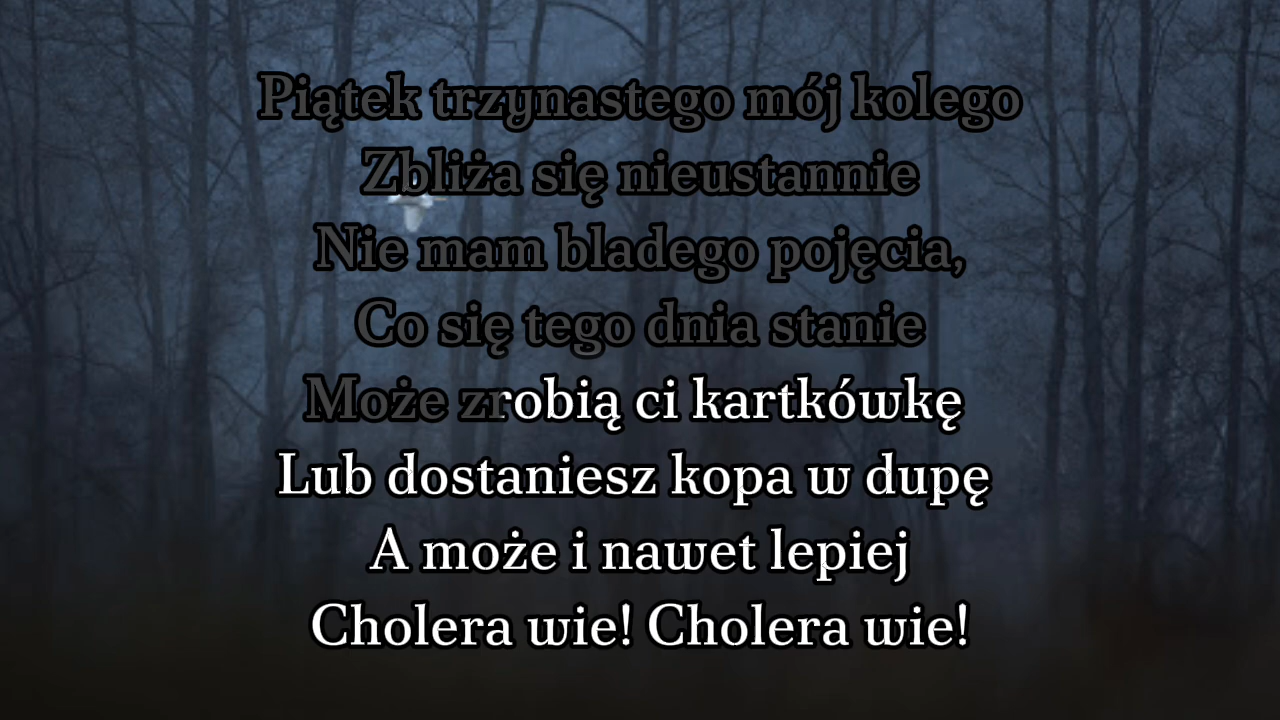 Piątek trzynastego mój kolego
Zbliża się nieustannie
Nie mam bladego pojęcia,
Co się tego dnia stanie
Może zrobią ci kartkówkę
Lub dostaniesz kopa w dupę
A może i nawet lepiej
Cholera wie! Cholera wie!